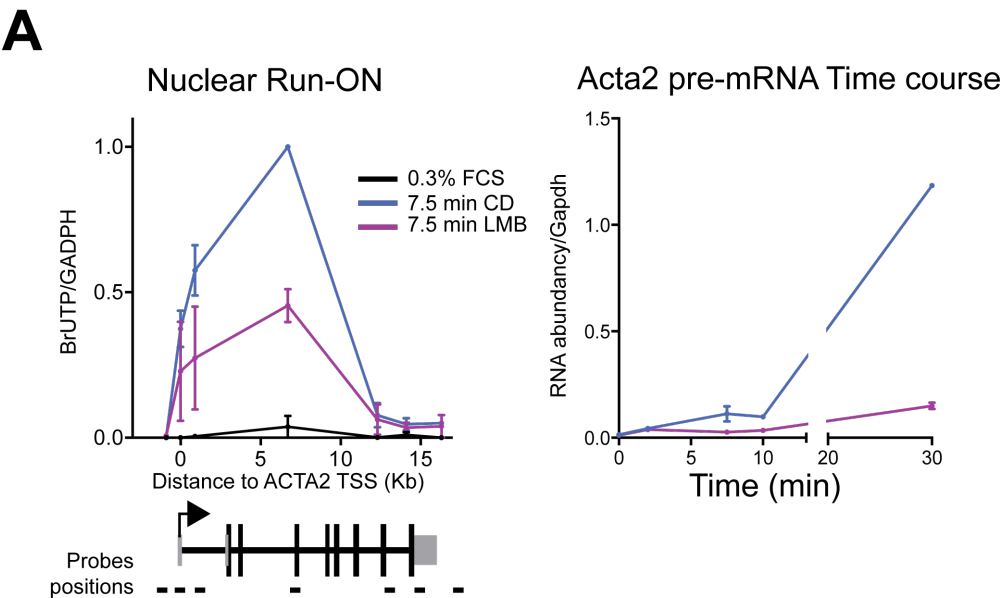 A
Nuclear Run-ON
BrUTP/GADPH
1.0
0.5
0.0
0 5 10 15
Distance to ACTA2 TSS (Kb)
0.3% FCS
7.5 min CD
7.5 min LMB
Probes
positions
Acta2 pre-mRNA Time course
RNA abundancy/Gapdh
1.5
1.0
0.5
0.0
0 5 10 20 30
Time (min)